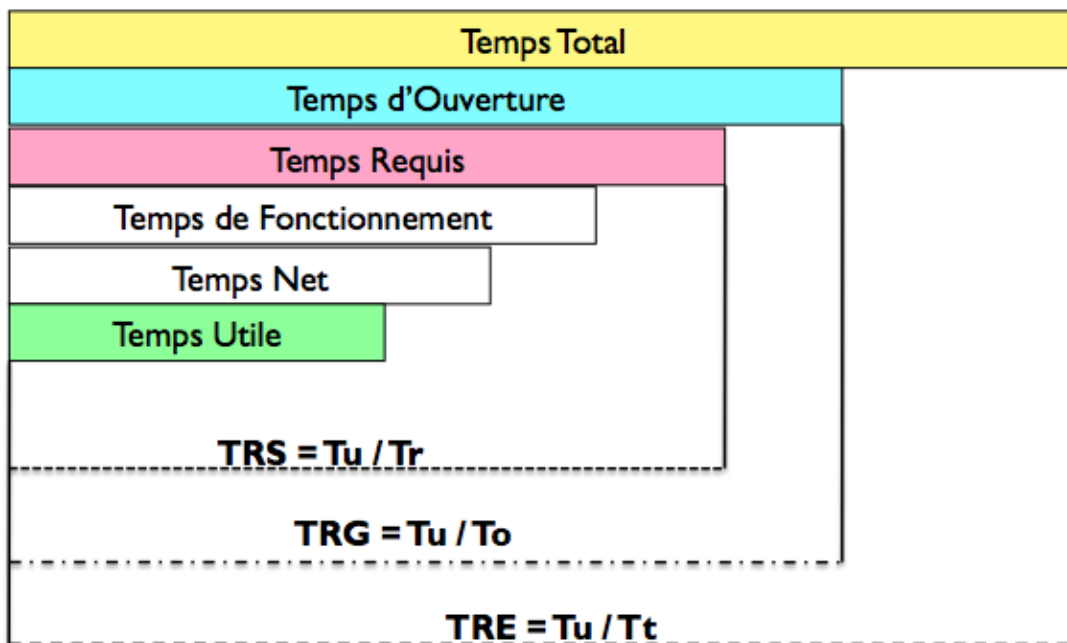 Temps Total
Temps d'Ouverture
Temps Requis
Temps de Fonctionnement
Temps Net
Temps Utile
TRS = Tu / Tr
TRG = Tu / To
TRE = Tu / Tt